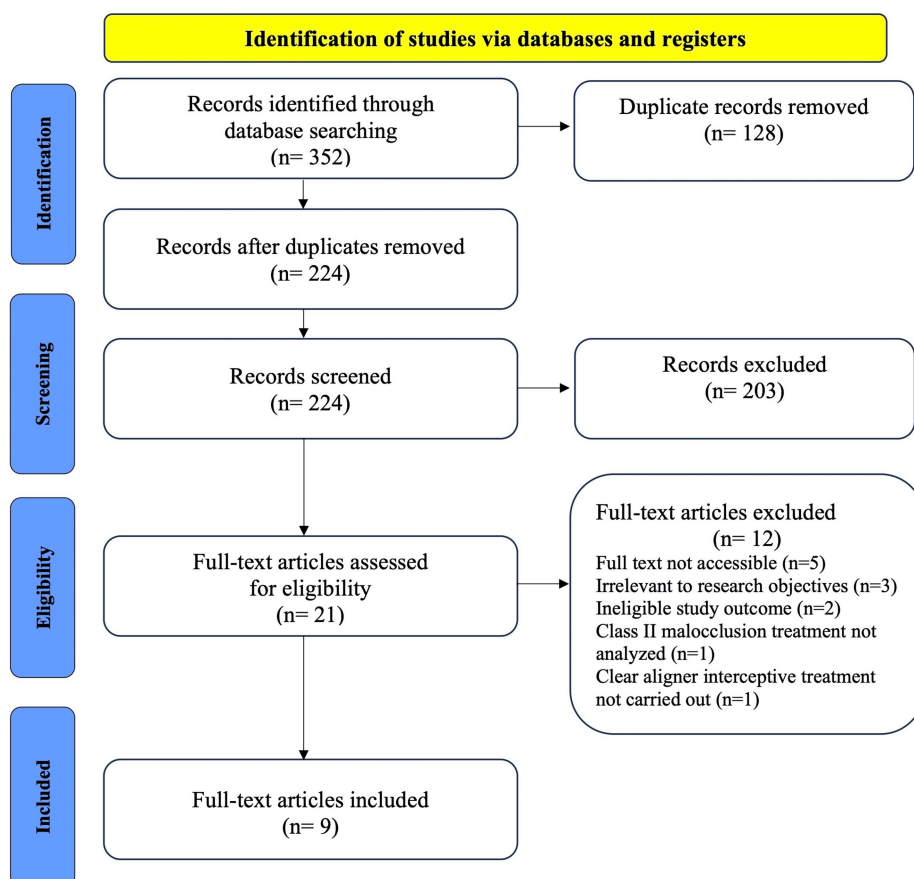 Identification of studies via databases and registers
Identification
Records identified through
database searching
(n= 352)
Duplicate records removed
(n= 128)
Records after duplicates removed
(n= 224)
Screening
Records screened
(n= 224)
Records excluded
(n= 203)
Eligibility
Full-text articles assessed
for eligibility
(n= 21)
Full-text articles excluded
(n= 12)
Full text not accessible (n=5)
Irrelevant to research objectives (n=3)
Ineligible study outcome (n=2)
Class II malocclusion treatment not
analyzed (n=1)
Clear aligner interceptive treatment
not carried out (n=1)
Included
Full-text articles included
(n= 9)